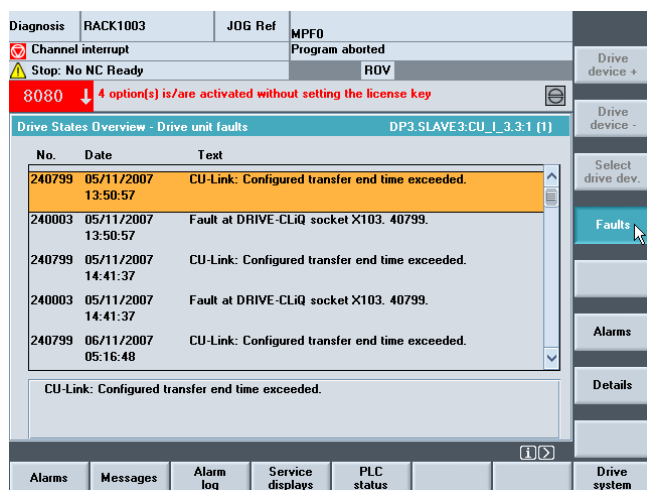 Diagnosis RACK1003 JOG Ref MPF0
Channel interrupt Program aborted
Stop: No NC Ready ROV
8080 4 option(s) is/are activated without setting the license key
Drive States Overview - Drive unit faults DP3.SLAVE3:CU_I_3.3:1 (1)
No. Date Text
240799 05/11/2007 CU-Link: Configured transfer end time exceeded.
13:50:57
240003 05/11/2007 Fault at DRIVE-CLiQ socket X103. 40799.
13:50:57
240799 05/11/2007 CU-Link: Configured transfer end time exceeded.
14:41:37
240003 05/11/2007 Fault at DRIVE-CLiQ socket X103. 40799.
14:41:37
240799 06/11/2007 CU-Link: Configured transfer end time exceeded.
05:16:48
CU-Link: Configured transfer end time exceeded.
Drive
device +
Drive
device -
Select
drive dev.
Faults
Alarms
Details
Alarms Messages Alarm log Service displays PLC status Drive system